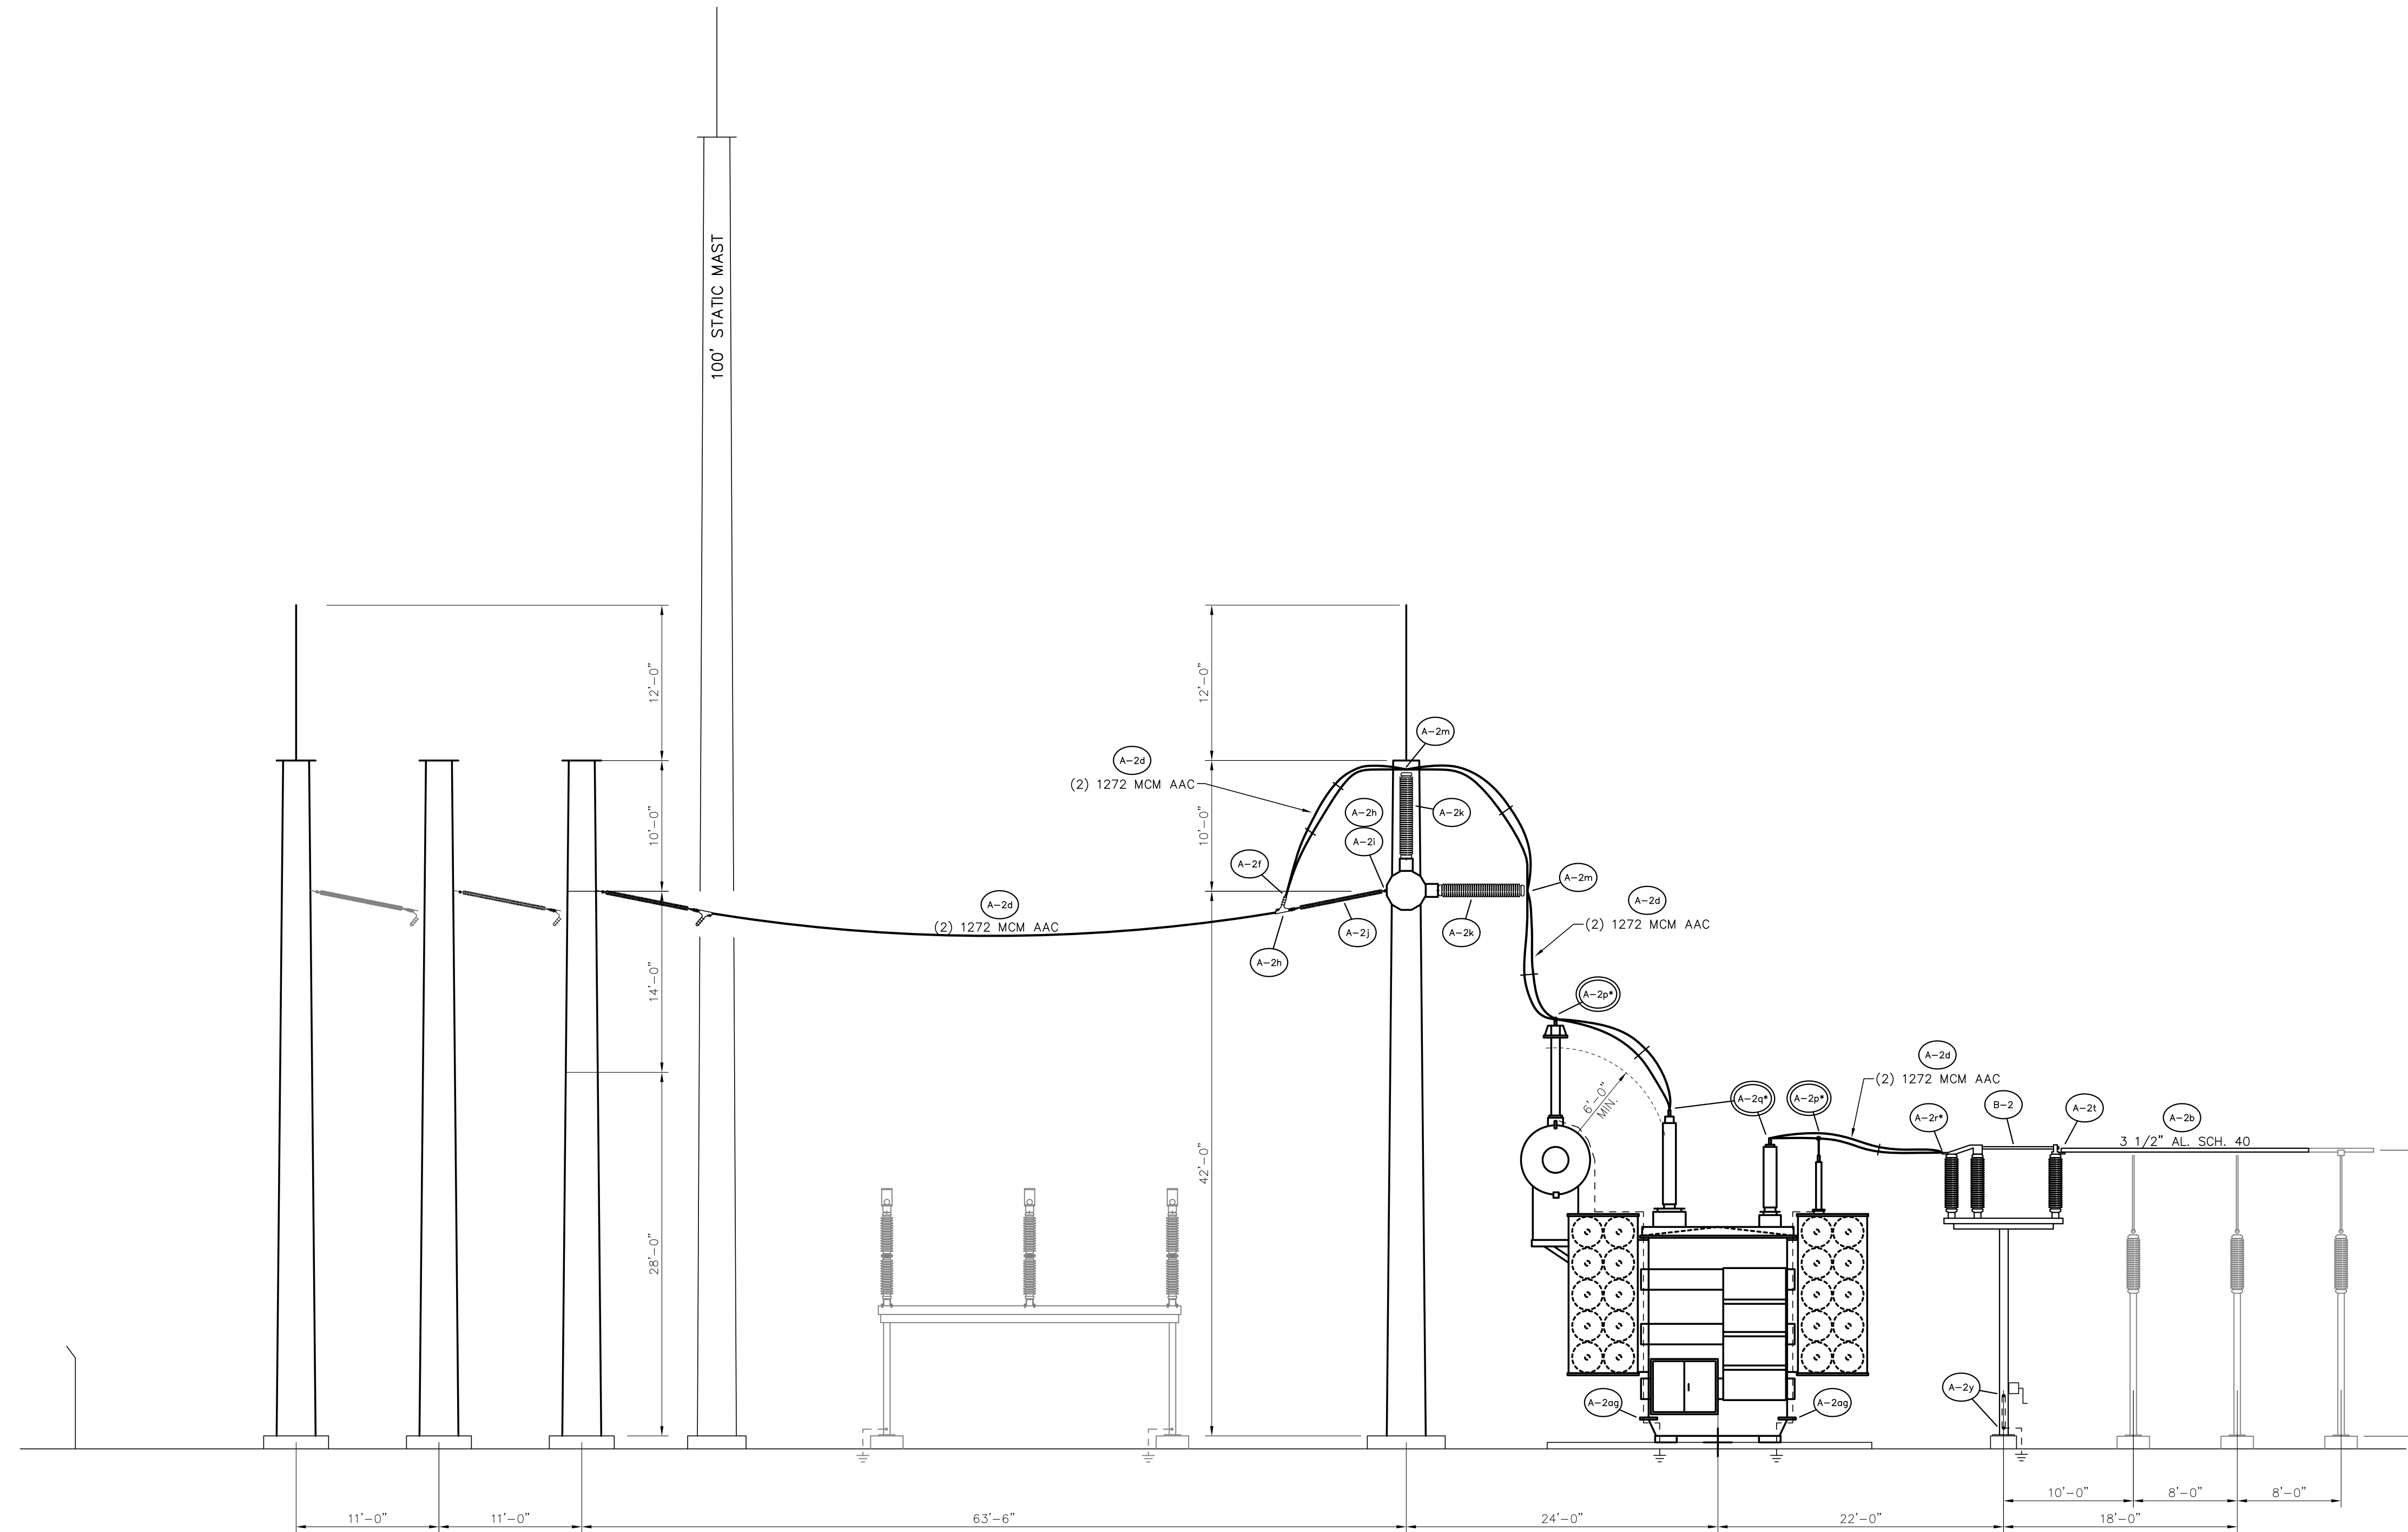 100' STATIC MAST
12'-0"
12'-0"
A-2m
A-2d
(2) 1272 MCM AAC
10'-0"
10'-0"
A-2h
A-2k
A-2i
A-2f
A-2m
A-2d
(2) 1272 MCM AAC
A-2d
(2) 1272 MCM AAC
A-2j
A-2k
A-2h
14'-0"
A-2p*
A-2d
(2) 1272 MCM AAC
6'-0"
MIN.
A-2q*
A-2p*
A-2r*
B-2
A-2t
A-2b
3 1/2" AL. SCH. 40
42'-0"
28'-0"
A-2y
A-2ag
A-2ag
10'-0"
8'-0"
8'-0"
11'-0"
11'-0"
63'-6"
24'-0"
22'-0"
18'-0"